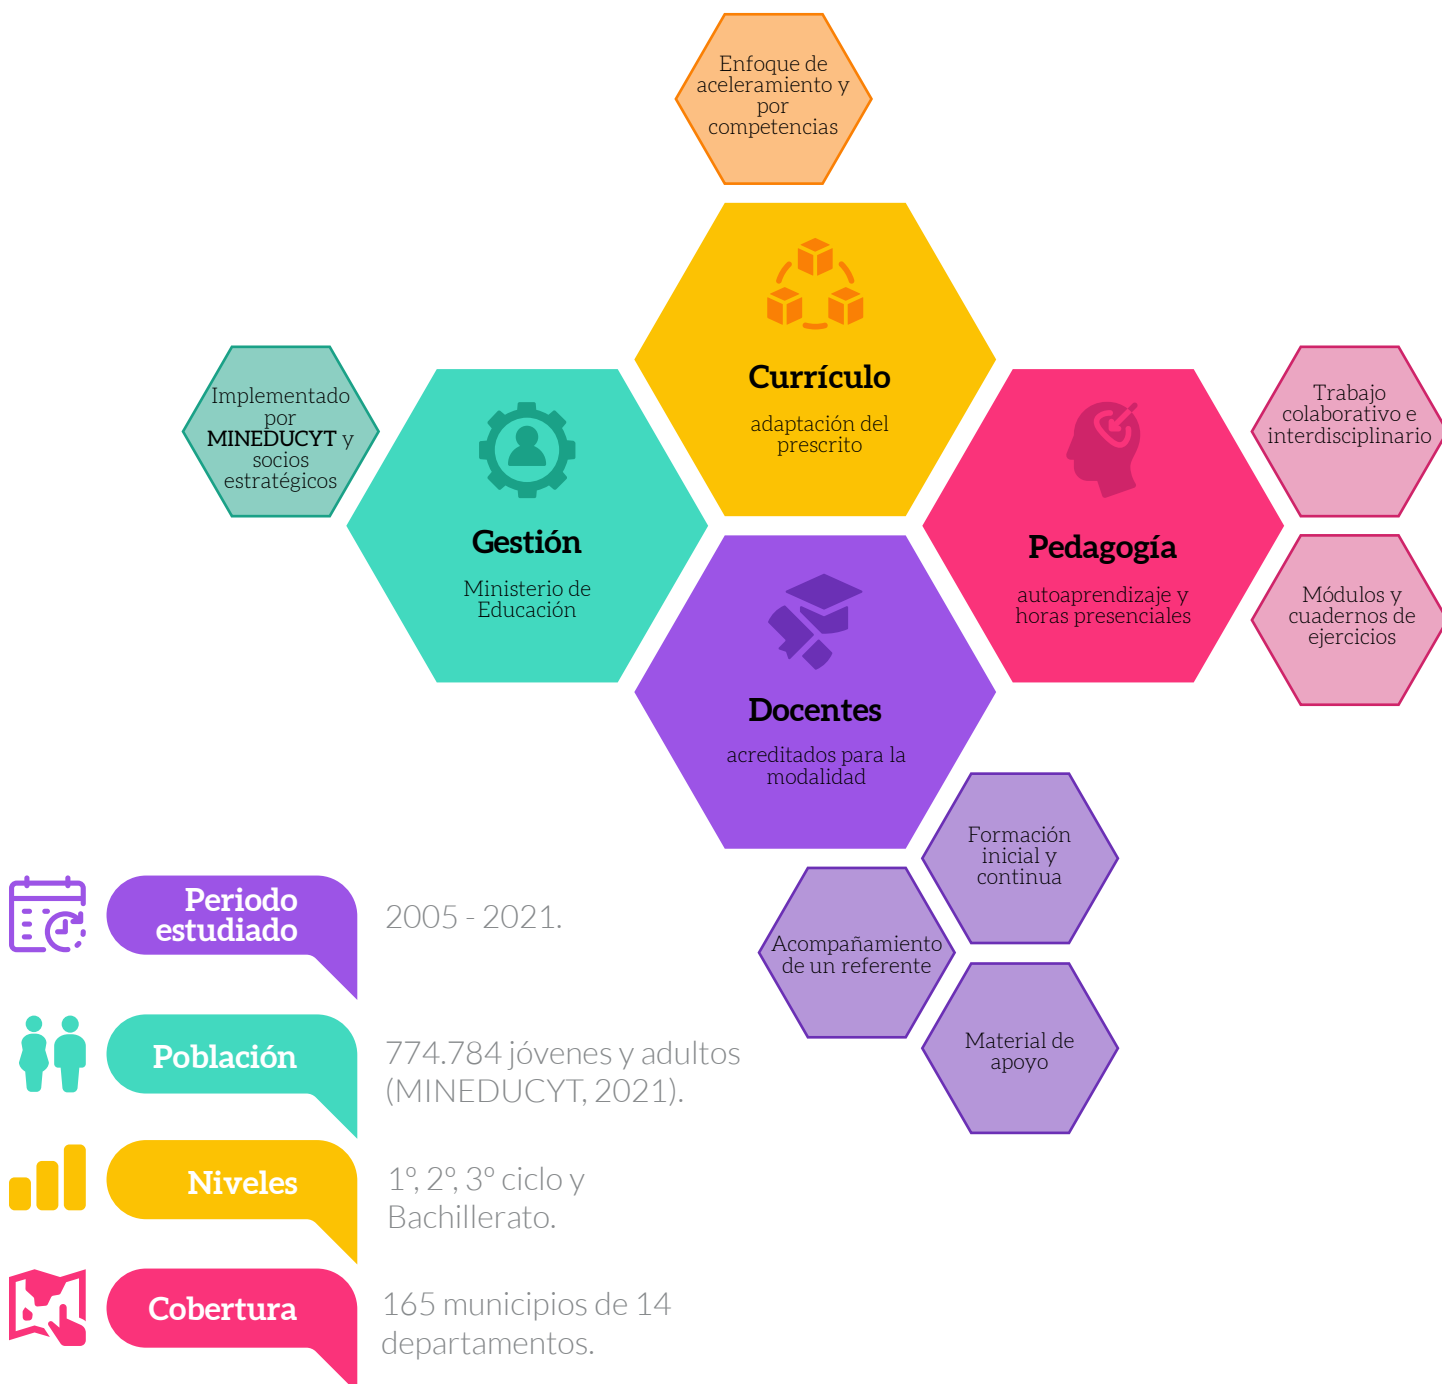 Enfoque de
aceleramiento y
por
competencias
Currículo
adaptación del
prescrito
Implementado
por
MINEDUCYT y
socios
estratégicos
Gestión
Ministerio de
Educación
Pedagogía
autoaprendizaje y
horas presenciales
Trabajo
colaborativo e
interdisciplinario
Módulos y
cuadernos de
ejercicios
Docentes
acreditados para la
modalidad
Formación
inicial y
continua
Acompañamiento
de un referente
Material de
apoyo
Periodo
estudiado
2005 - 2021.
Población
774.784 jóvenes y adultos
(MINEDUCYT, 2021).
Niveles
1º, 2º, 3º ciclo y
Bachillerato.
Cobertura
165 municipios de 14
departamentos.